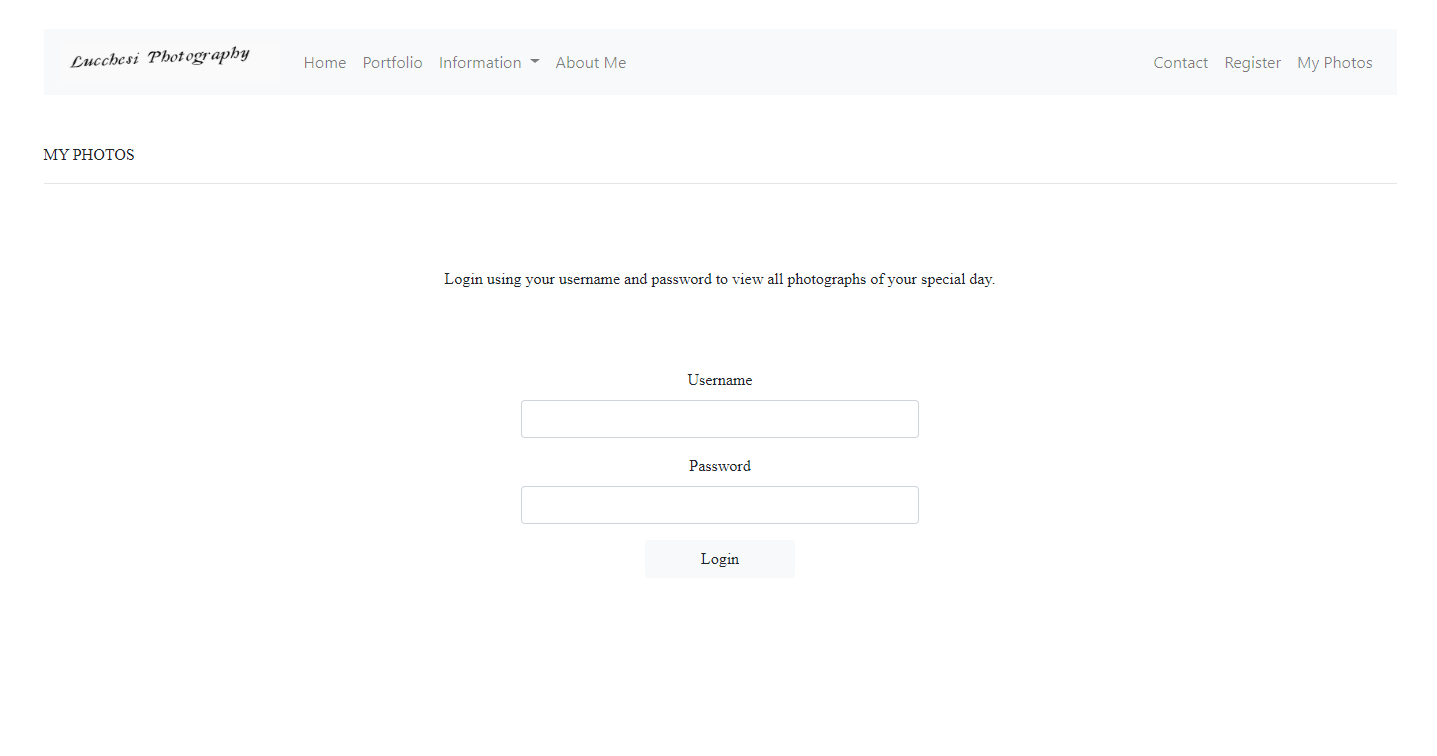 Lucchesi Photography Home Portfolio Information About Me Contact Register My Photos
MY PHOTOS
Login using your username and password to view all photographs of your special day.
Username
Password
Login